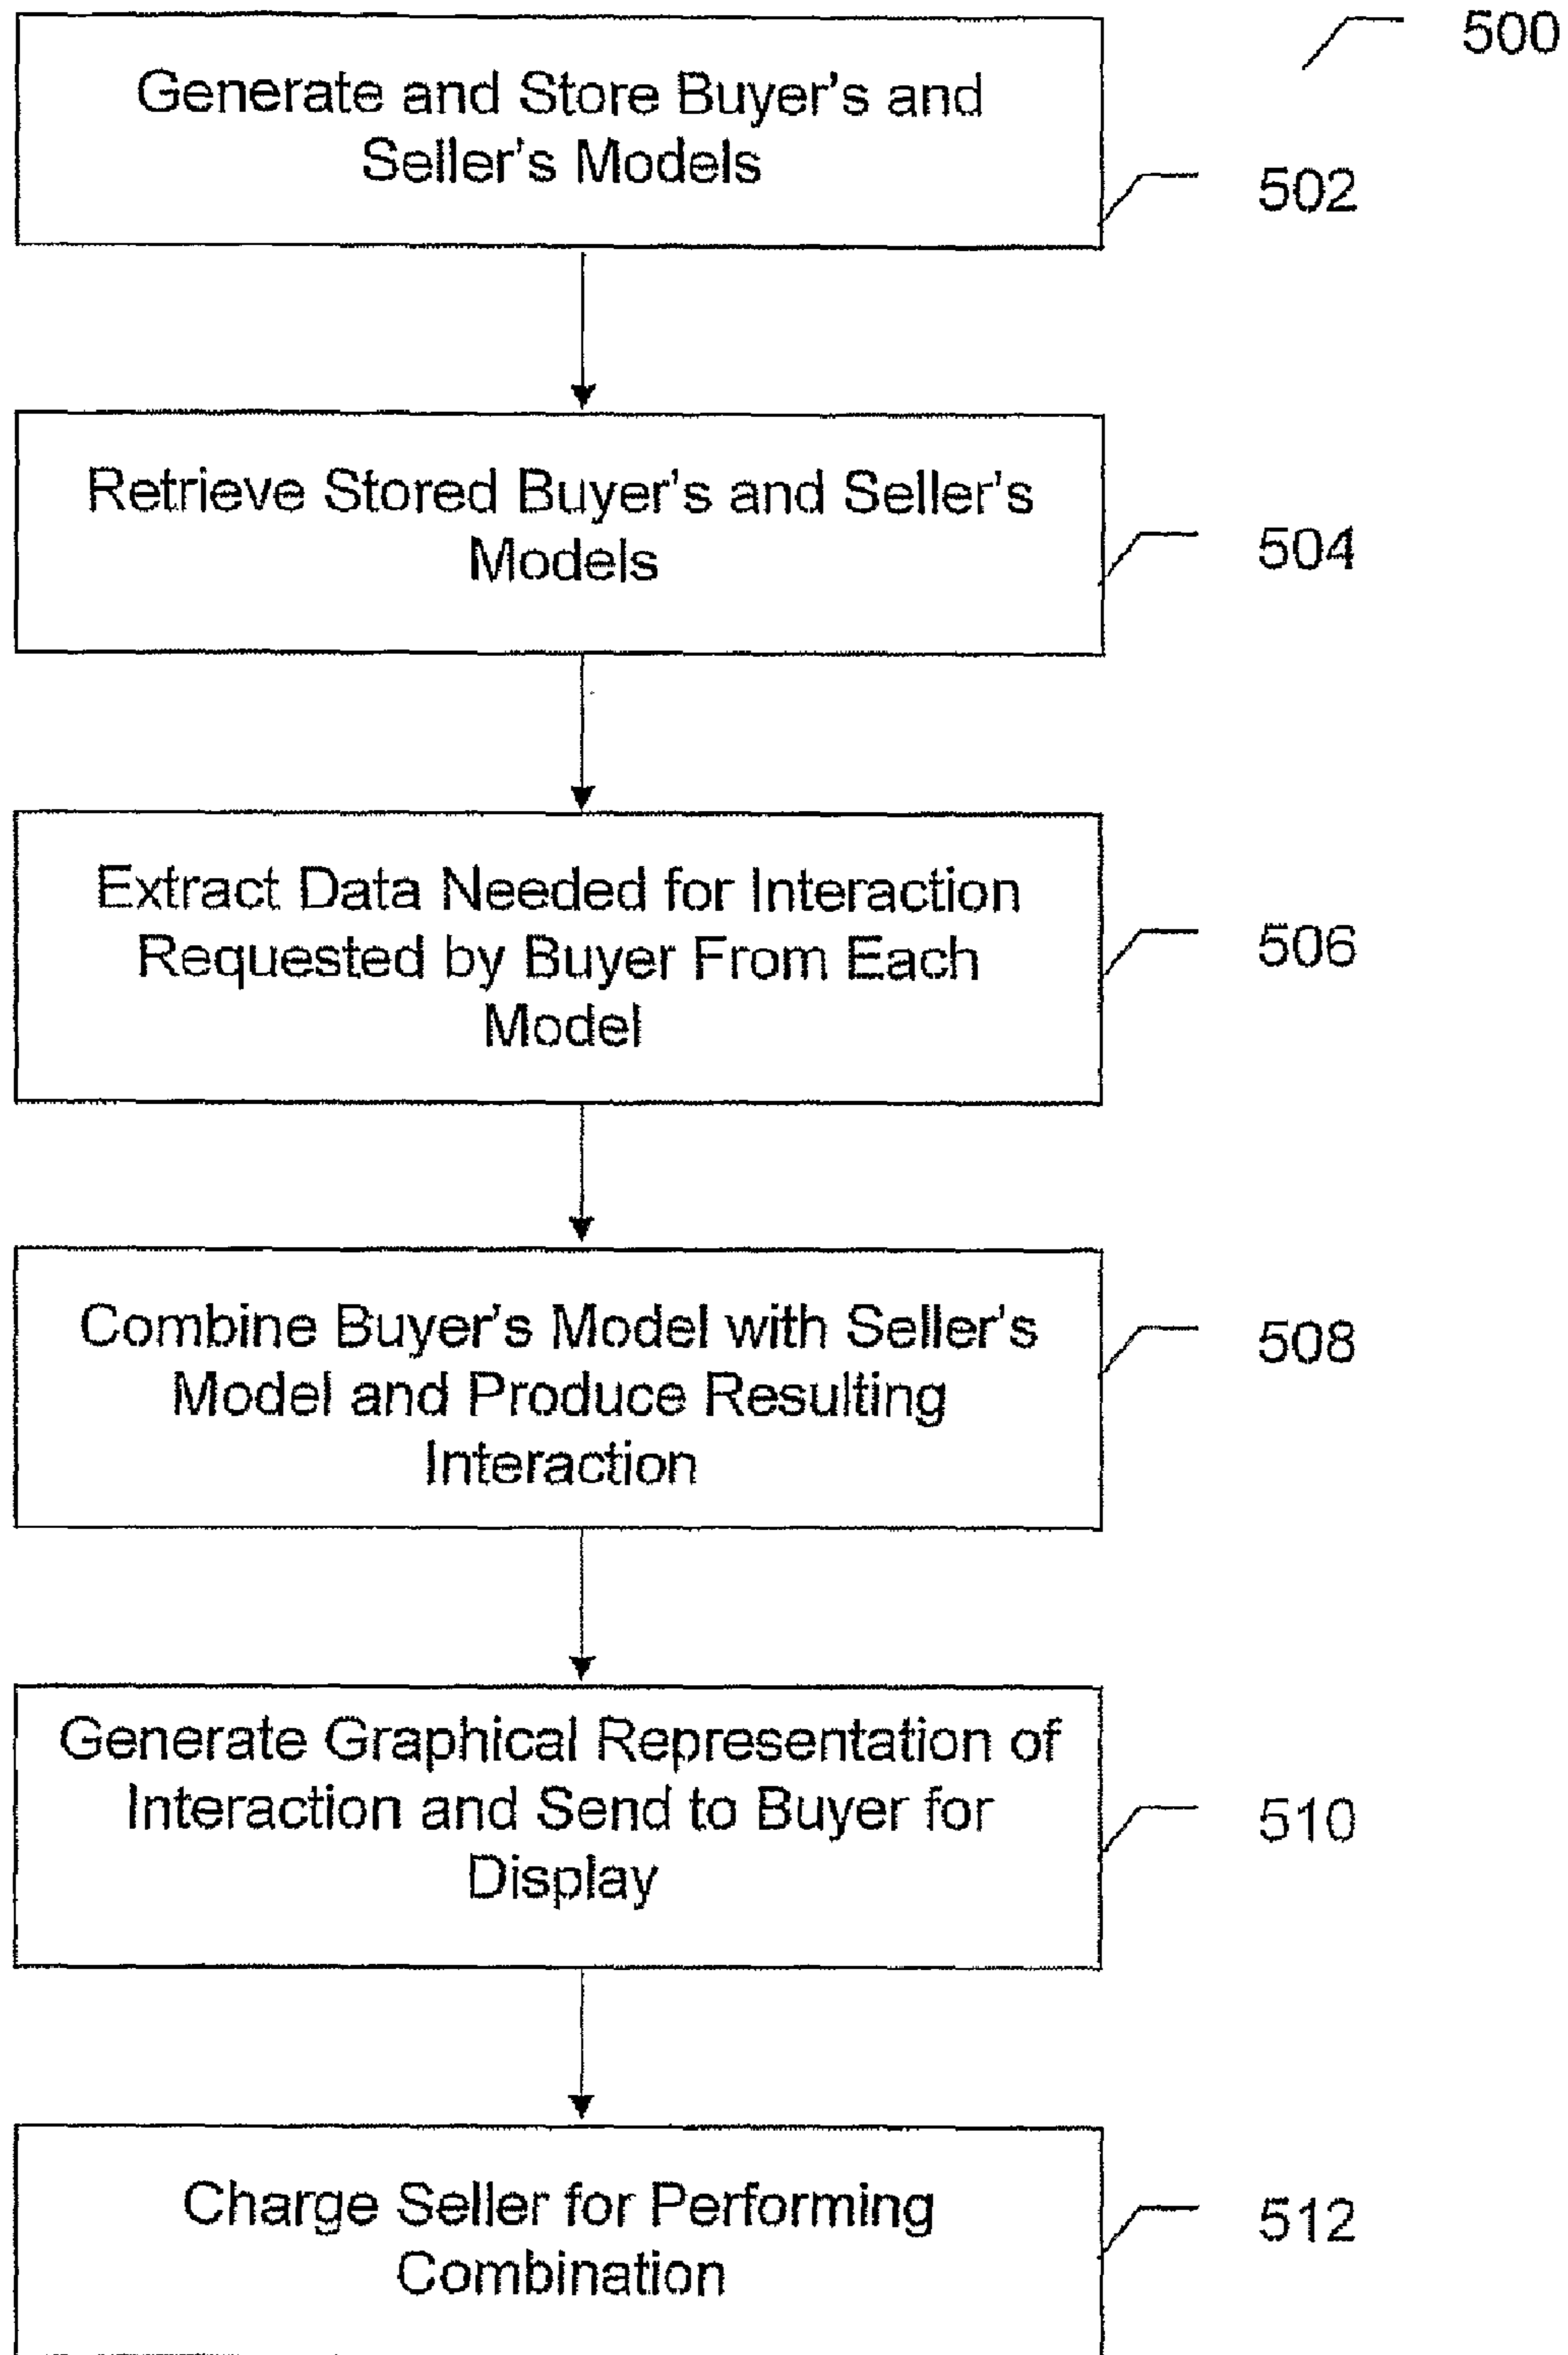 500
Generate and Store Buyer's and
Seller's Models
502
Retrieve Stored Buyer's and Seller's
Models
504
Extract Data Needed for Interaction
Requested by Buyer From Each
Model
506
Combine Buyer's Model with Seller's
Model and Produce Resulting
Interaction
508
Generate Graphical Representation of
Interaction and Send to Buyer for
Display
510
Charge Seller for Performing
Combination
512